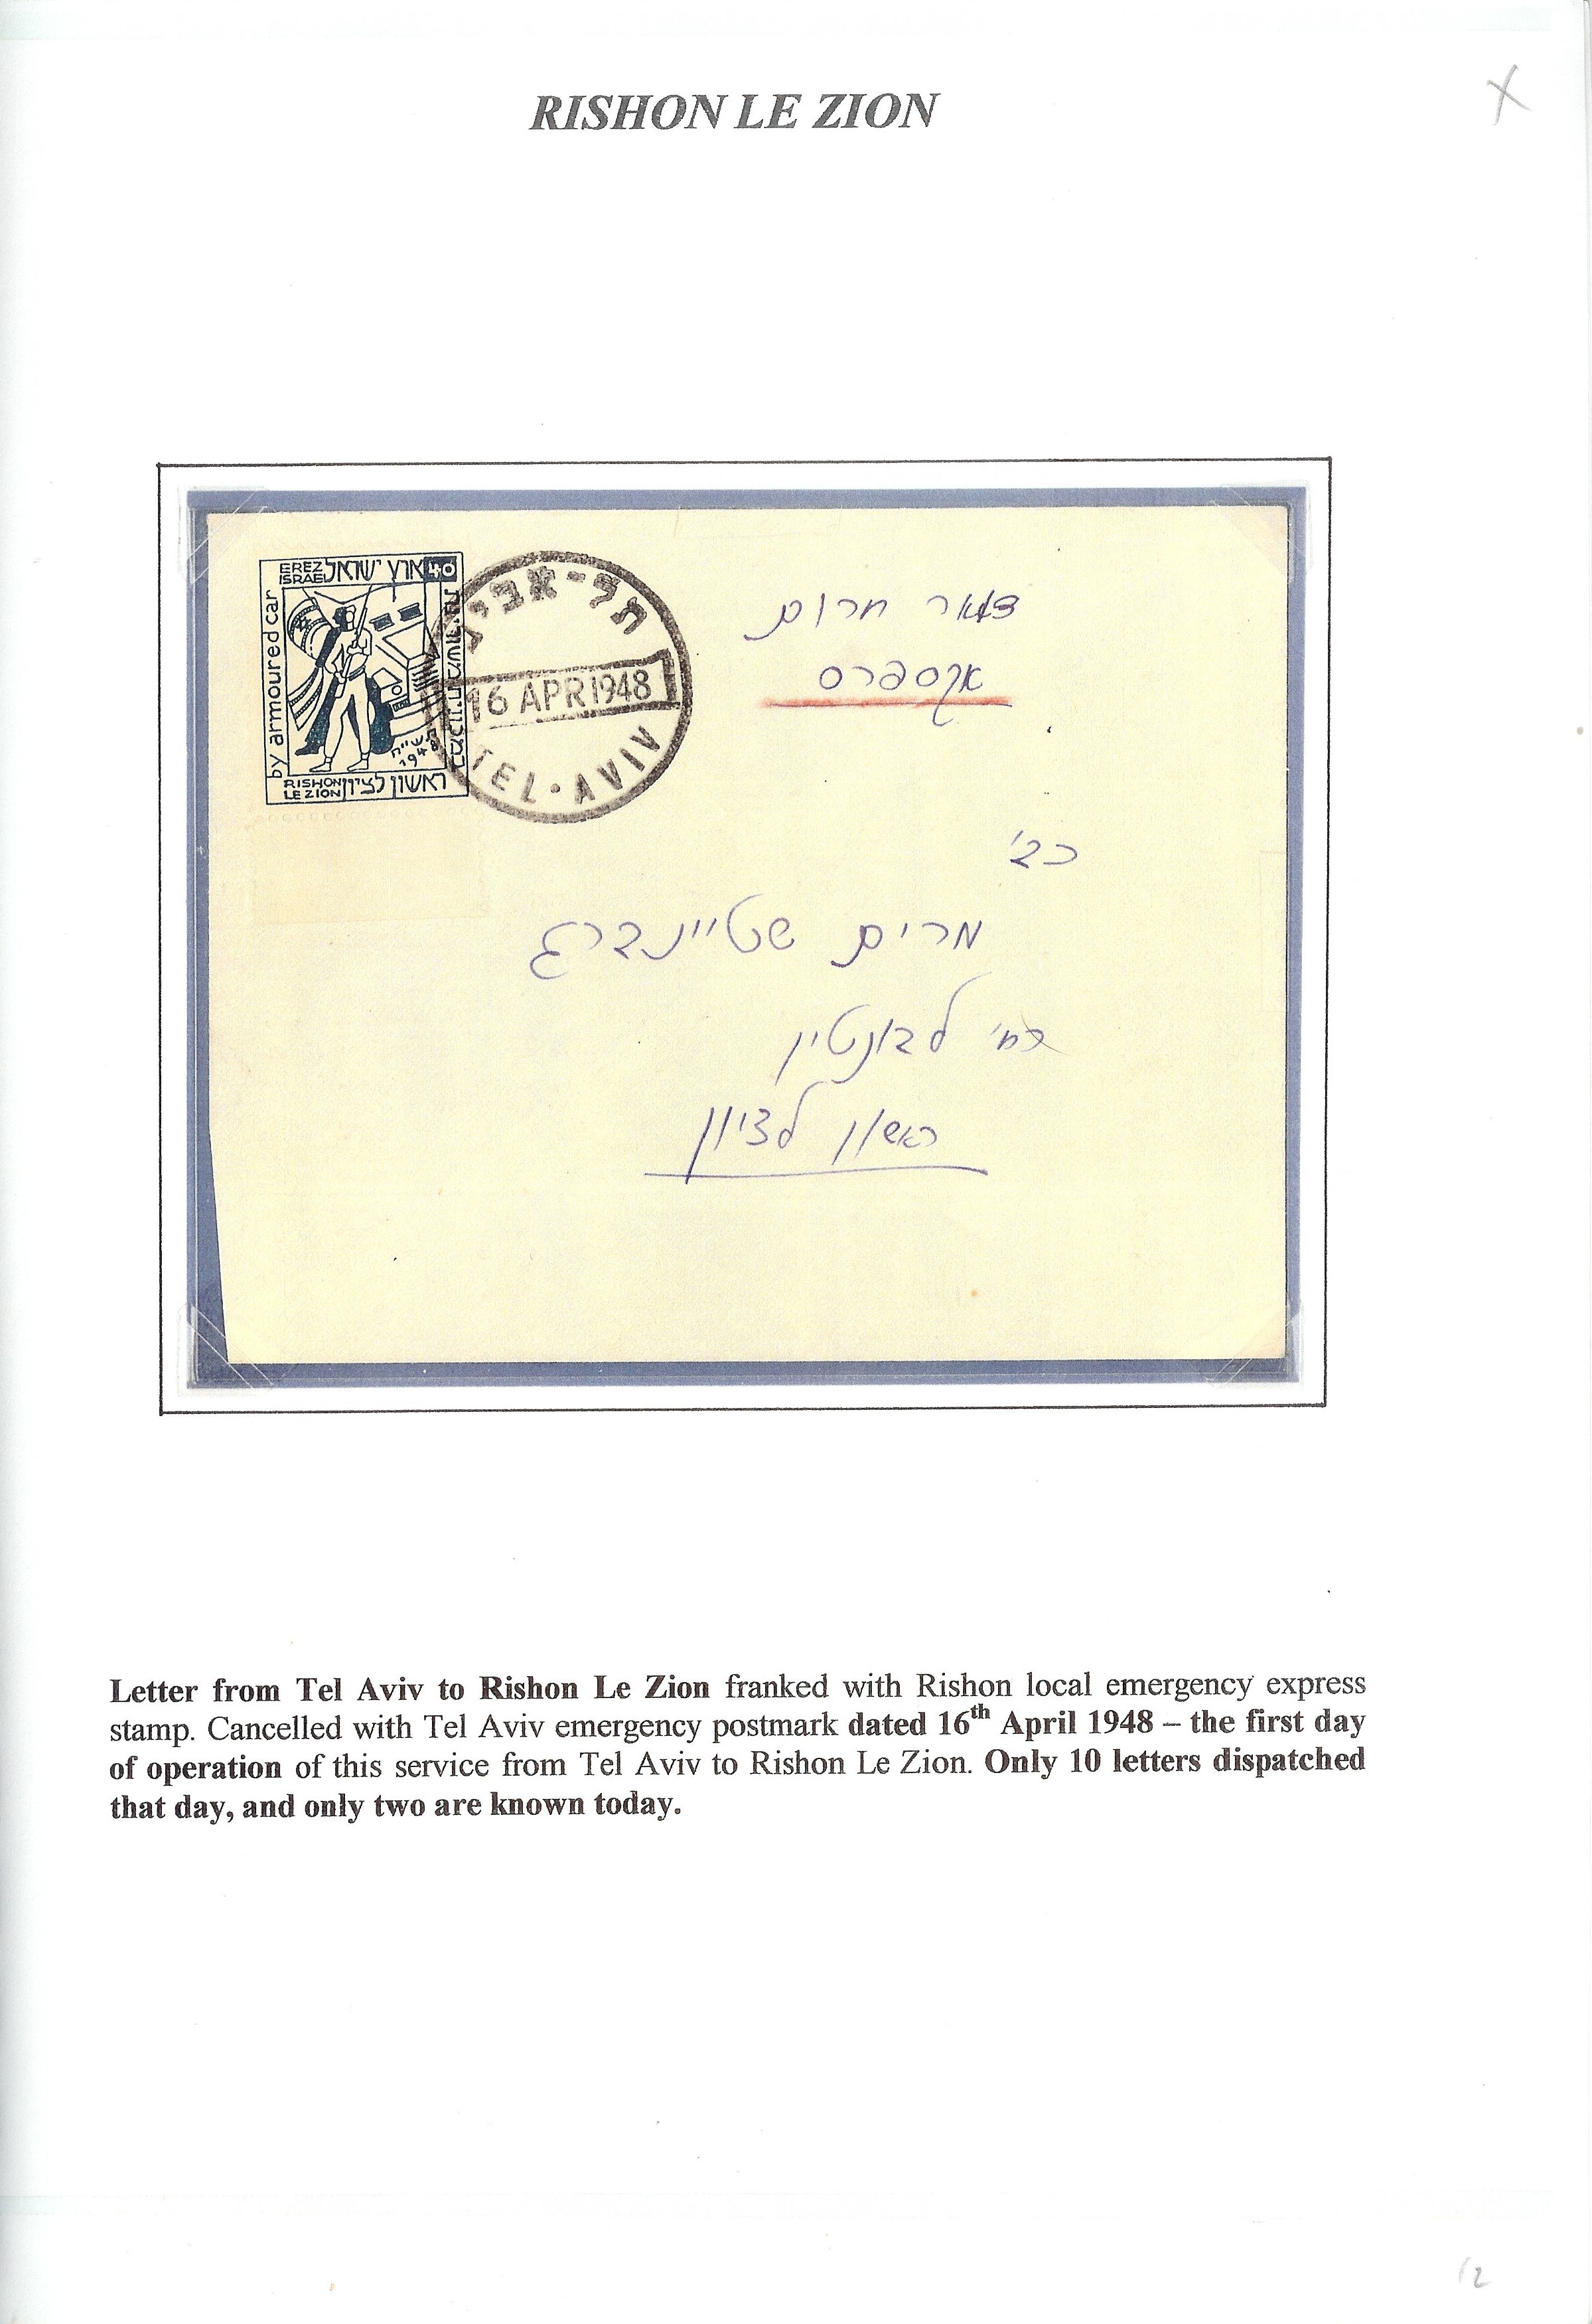 RISHON LE ZION
X
EREZ ארץ ישראל 40
ISRAEL
by armoured car
תש״ח
1948
RISHON ראשון לציון
LE ZION
תל-אביב
16 APR 1948
TEL · AVIV
דואר חרום
אקספרס
כב'
מרים שטיינברג
רח' לבונטין
ראשון לציון
Letter from Tel Aviv to Rishon Le Zion franked with Rishon local emergency express
stamp. Cancelled with Tel Aviv emergency postmark dated 16th April 1948 – the first day
of operation of this service from Tel Aviv to Rishon Le Zion. Only 10 letters dispatched
that day, and only two are known today.
12